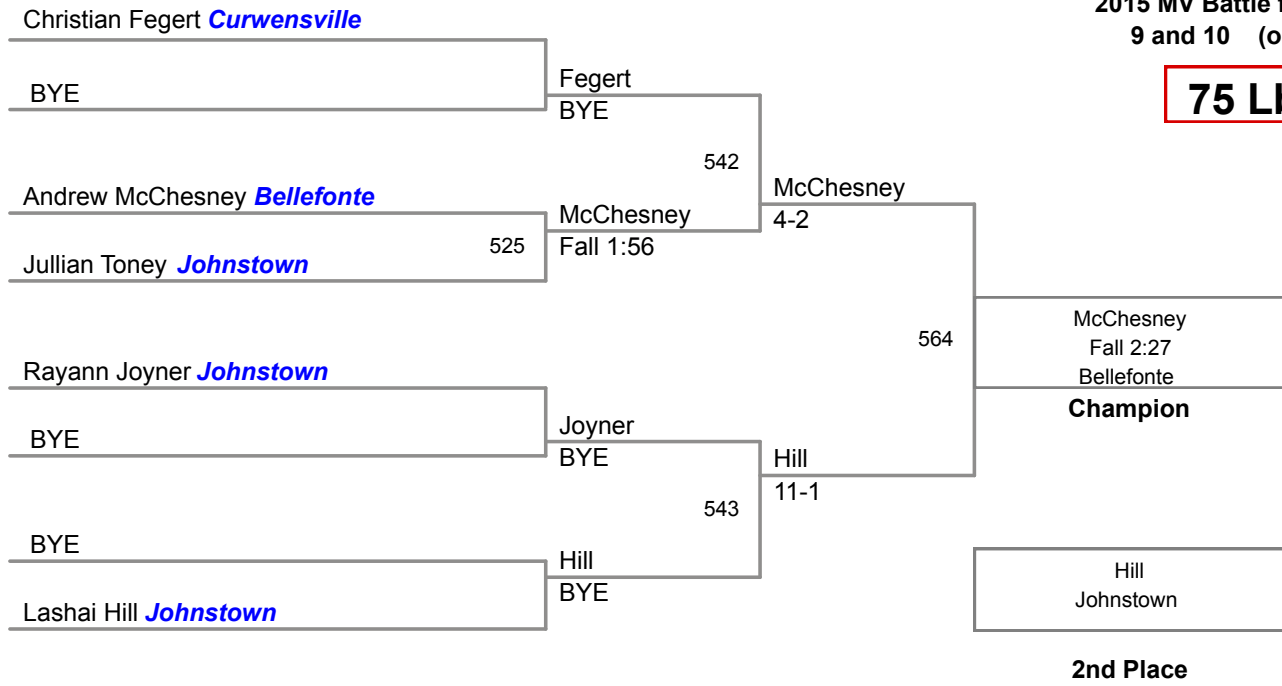 2015 MV Battle
9 and 10 (o
75 L
Christian Fegert Curwensville
BYE
Fegert
BYE
542
Andrew McChesney Bellefonte
McChesney
4-2
McChesney
Fall 1:56
525
Jullian Toney Johnstown
564
McChesney
Fall 2:27
Bellefonte
Champion
Rayann Joyner Johnstown
BYE
Joyner
BYE
Hill
11-1
543
BYE
Hill
BYE
Lashai Hill Johnstown
Hill
Johnstown
2nd Place